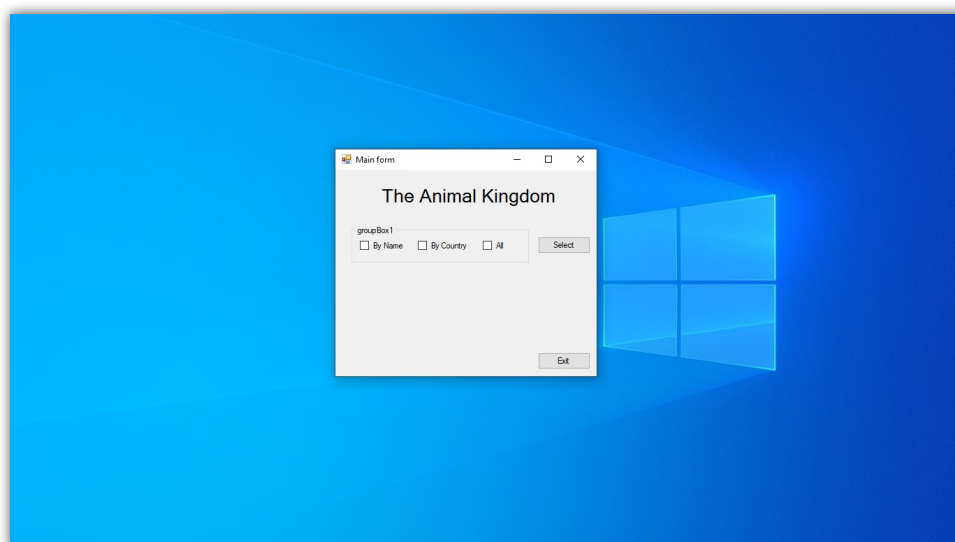 Main form
The Animal Kingdom
groupBox1
By Name By Country All Select
Exit